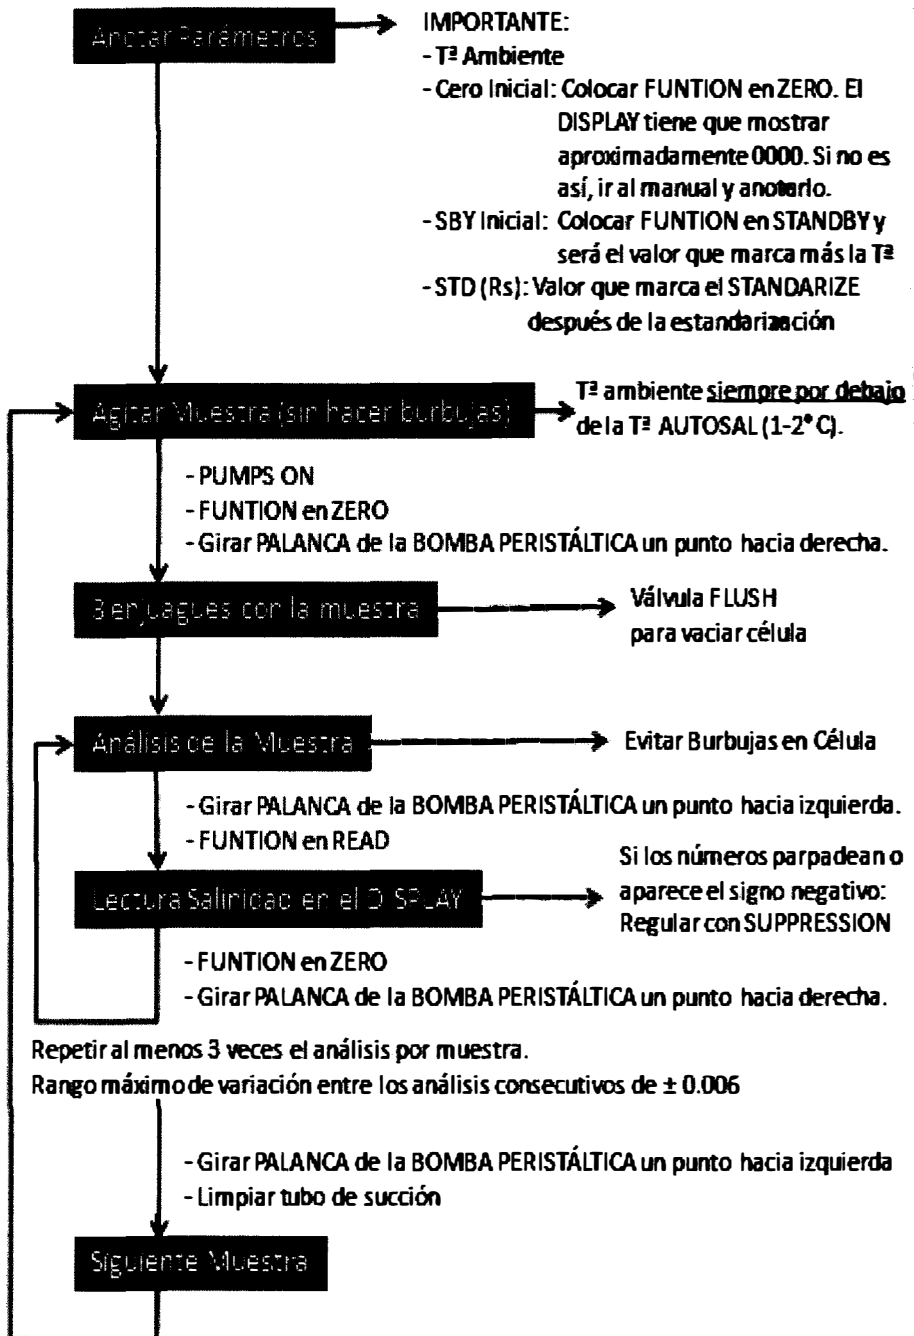 Anotar Parámetros
IMPORTANTE:
- Tª Ambiente
- Cero Inicial: Colocar FUNTION en ZERO. El
DISPLAY tiene que mostrar
aproximadamente 0000. Si no es
así, ir al manual y anotarlo.
- SBY Inicial: Colocar FUNTION en STANDBY y
será el valor que marca más la Tª
- STD (Rs): Valor que marca el STANDARIZE
después de la estandarización
Agitar Muestra (sin hacer burbujas)
Tª ambiente siempre por debajo
de la Tª AUTOSAL (1-2° C).
- PUMPS ON
- FUNTION en ZERO
- Girar PALANCA de la BOMBA PERISTÁLTICA un punto hacia derecha.
3 enjuagues con la muestra
Válvula FLUSH
para vaciar célula
Análisis de la Muestra
Evitar Burbujas en Célula
- Girar PALANCA de la BOMBA PERISTÁLTICA un punto hacia izquierda.
- FUNTION en READ
Lectura Salinidad en el DISPLAY
Si los números parpadean o
aparece el signo negativo:
Regular con SUPPRESSION
- FUNTION en ZERO
- Girar PALANCA de la BOMBA PERISTÁLTICA un punto hacia derecha.
Repetir al menos 3 veces el análisis por muestra.
Rango máximo de variación entre los análisis consecutivos de ± 0.006
- Girar PALANCA de la BOMBA PERISTÁLTICA un punto hacia izquierda
- Limpiar tubo de succión
Siguiente Muestra